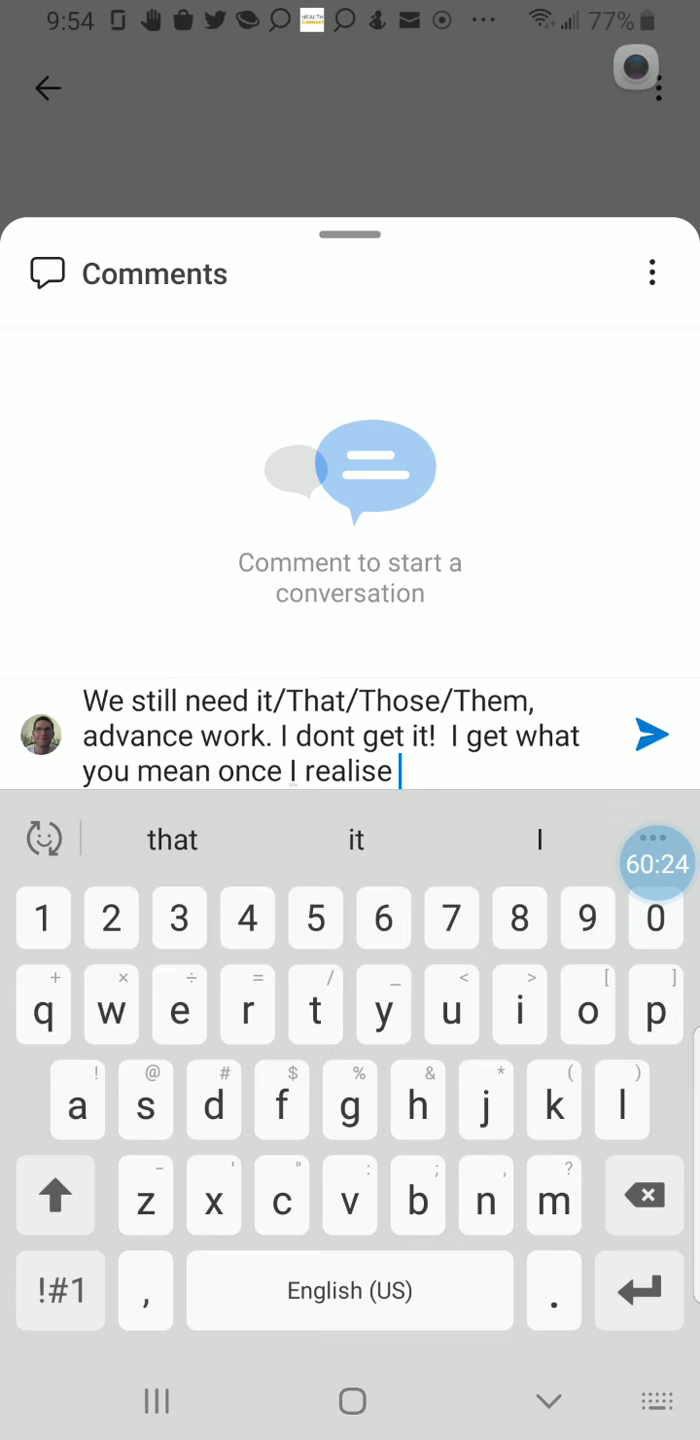 9:54
HEALTH
77%
Comments
Comment to start a
conversation
We still need it/That/Those/Them,
advance work. I dont get it!  I get what
you mean once I realise
that it I
60:24
1 2 3 4 5 6 7 8 9 0
+ × ÷ = / _ < > [ ]
q w e r t y u i o p
! @ # $ % & * ( )
a s d f g h j k l
- ' " : ; , ?
z x c v b n m
!#1 , English (US) .